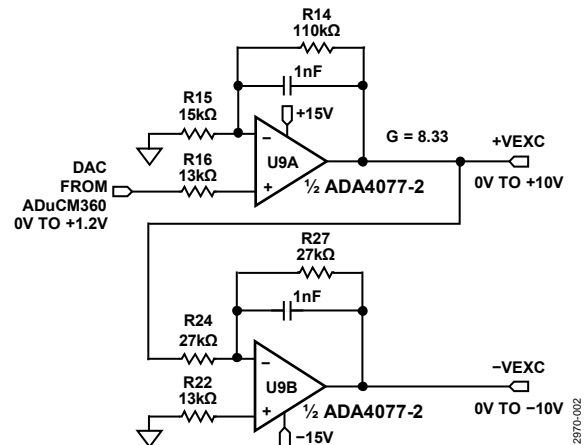 R14
110kΩ
1nF
R15
15kΩ
+15V
−
U9A
+
½ ADA4077-2
G = 8.33
+VEXC
0V TO +10V
DAC
FROM
ADuCM360
0V TO +1.2V
R16
13kΩ
R27
27kΩ
1nF
R24
27kΩ
−
U9B
+
½ ADA4077-2
−VEXC
0V TO −10V
R22
13kΩ
−15V
2970-002